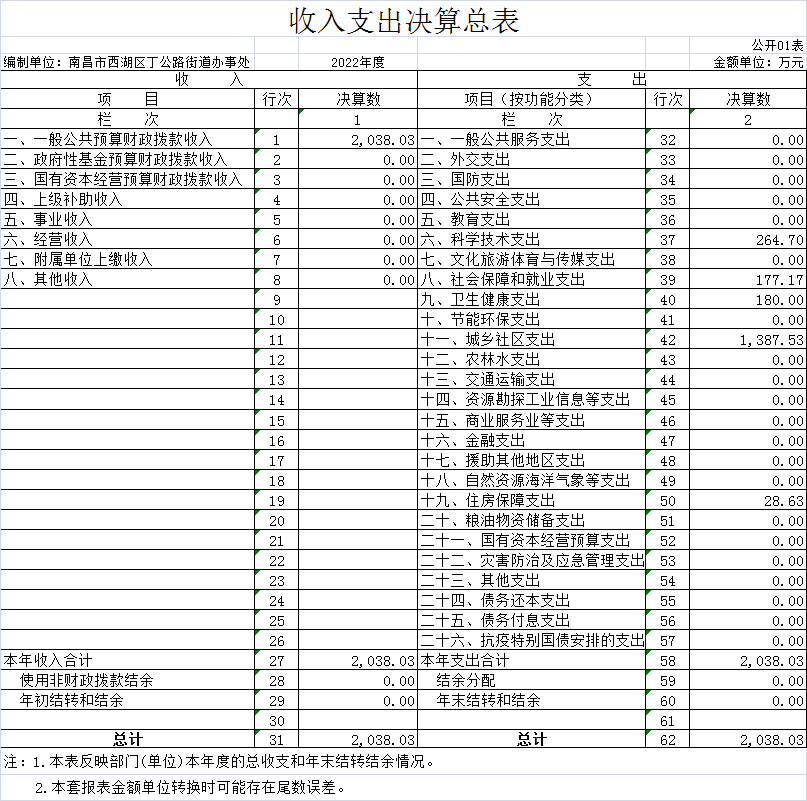 收入支出决算总表
公开01表
编制单位：南昌市西湖区丁公路街道办事处 2022年度 金额单位：万元
收 入 支 出
项 目 行次 决算数 项目（按功能分类） 行次 决算数
栏 次 1 栏 次 2
一、一般公共预算财政拨款收入 1 2,038.03 一、一般公共服务支出 32 0.00
二、政府性基金预算财政拨款收入 2 0.00 二、外交支出 33 0.00
三、国有资本经营预算财政拨款收入 3 0.00 三、国防支出 34 0.00
四、上级补助收入 4 0.00 四、公共安全支出 35 0.00
五、事业收入 5 0.00 五、教育支出 36 0.00
六、经营收入 6 0.00 六、科学技术支出 37 264.70
七、附属单位上缴收入 7 0.00 七、文化旅游体育与传媒支出 38 0.00
八、其他收入 8 0.00 八、社会保障和就业支出 39 177.17
9 九、卫生健康支出 40 180.00
10 十、节能环保支出 41 0.00
11 十一、城乡社区支出 42 1,387.53
12 十二、农林水支出 43 0.00
13 十三、交通运输支出 44 0.00
14 十四、资源勘探工业信息等支出 45 0.00
15 十五、商业服务业等支出 46 0.00
16 十六、金融支出 47 0.00
17 十七、援助其他地区支出 48 0.00
18 十八、自然资源海洋气象等支出 49 0.00
19 十九、住房保障支出 50 28.63
20 二十、粮油物资储备支出 51 0.00
21 二十一、国有资本经营预算支出 52 0.00
22 二十二、灾害防治及应急管理支出 53 0.00
23 二十三、其他支出 54 0.00
24 二十四、债务还本支出 55 0.00
25 二十五、债务付息支出 56 0.00
26 二十六、抗疫特别国债安排的支出 57 0.00
本年收入合计 27 2,038.03 本年支出合计 58 2,038.03
使用非财政拨款结余 28 0.00 结余分配 59 0.00
年初结转和结余 29 0.00 年末结转和结余 60 0.00
30 61
总计 31 2,038.03 总计 62 2,038.03
注：1.本表反映部门(单位)本年度的总收支和年末结转结余情况。
2.本套报表金额单位转换时可能存在尾数误差。